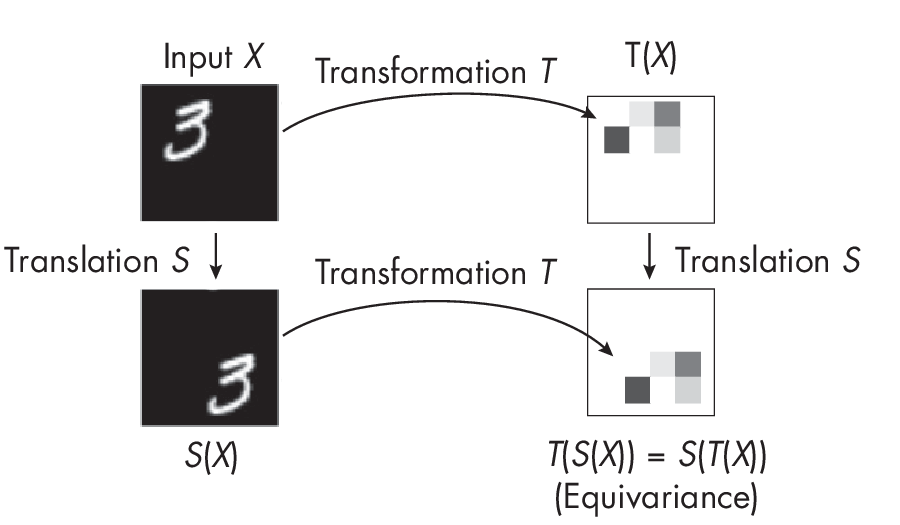 Input X
Transformation T
T(X)
3
Translation S
Transformation T
Translation S
3
S(X)
T(S(X)) = S(T(X))
(Equivariance)